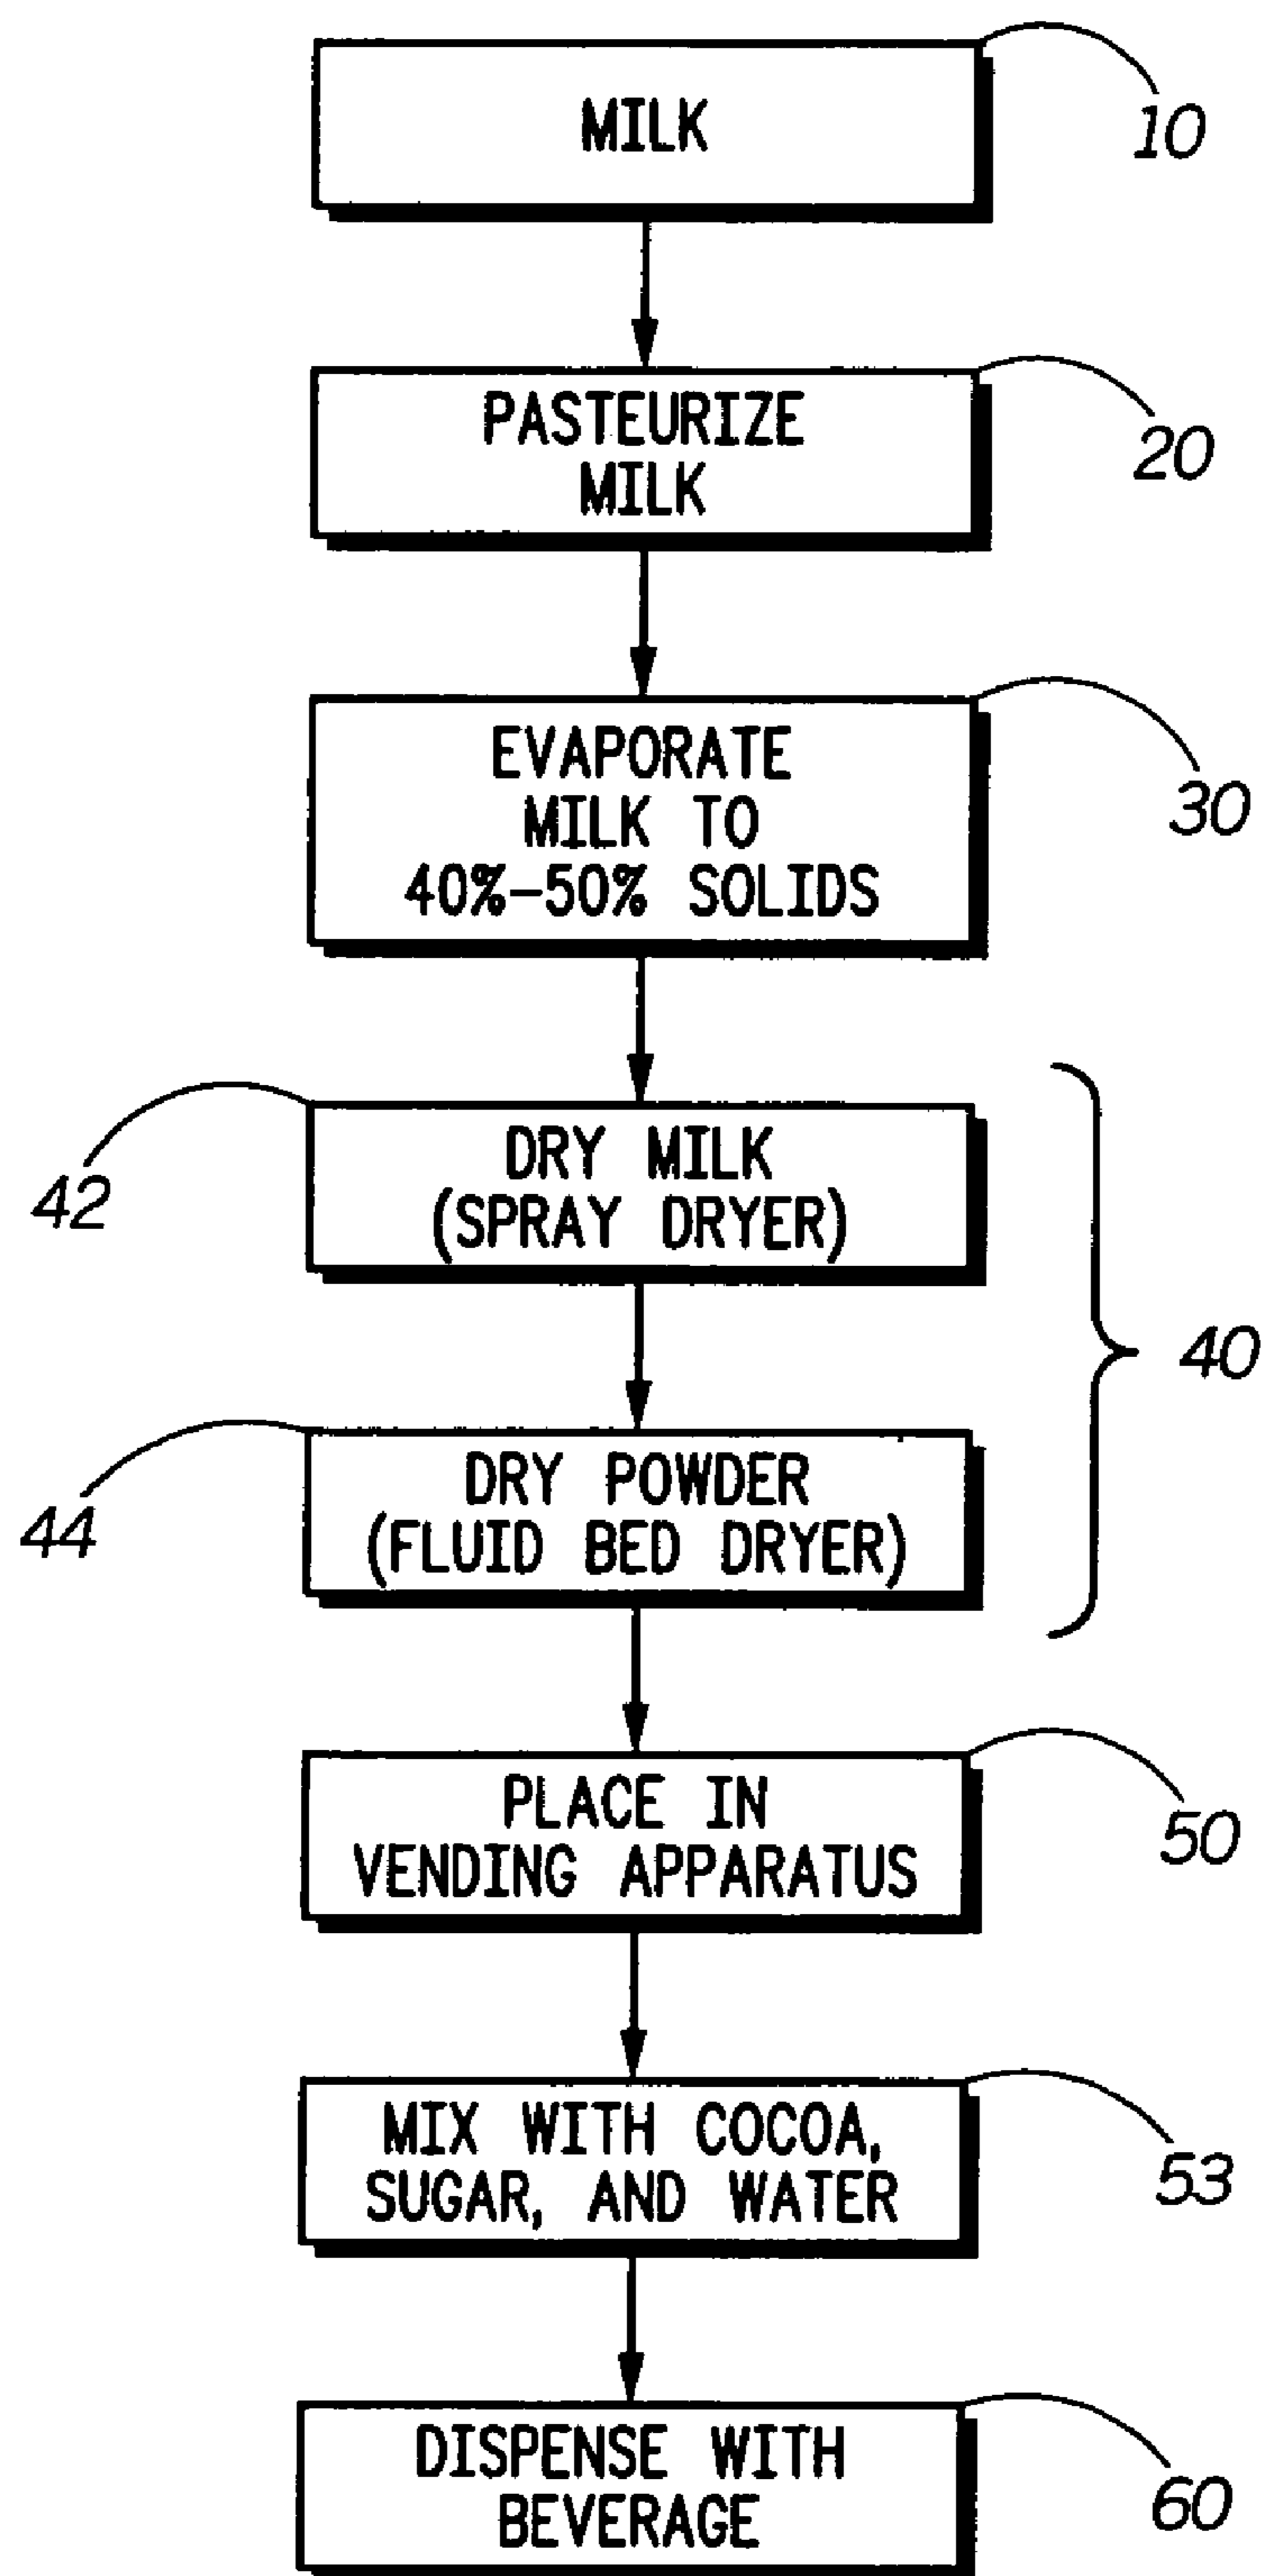 MILK
10
PASTEURIZE
MILK
20
EVAPORATE
MILK TO
40%-50% SOLIDS
30
DRY MILK
(SPRAY DRYER)
42
40
DRY POWDER
(FLUID BED DRYER)
44
PLACE IN
VENDING APPARATUS
50
MIX WITH COCOA,
SUGAR, AND WATER
53
DISPENSE WITH
BEVERAGE
60